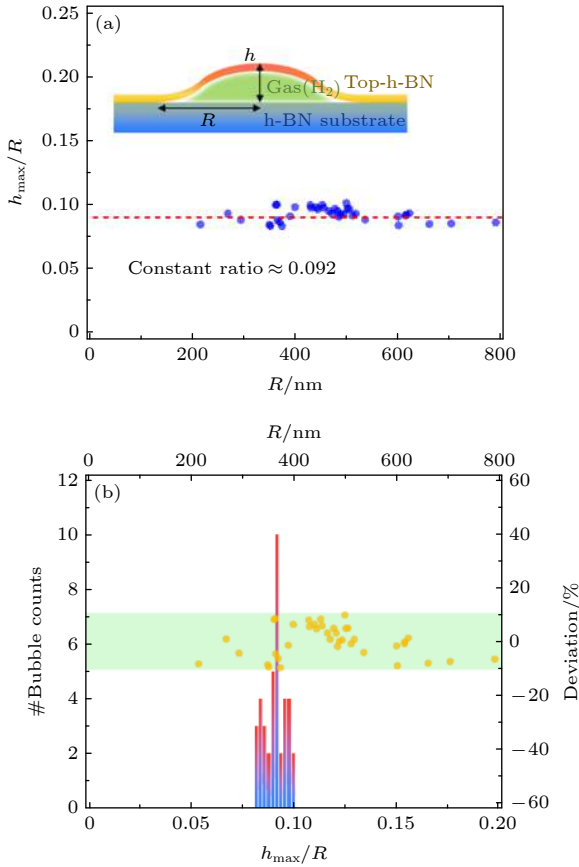 (a)
0.25
0.20
0.15
0.10
0.05
0
h_max/R
h
Gas(H₂)
Top-h-BN
R
h-BN substrate
Constant ratio ≈ 0.092
0 200 400 600 800
R/nm
R/nm
0 200 400 600 800
(b)
12
10
8
6
4
2
0
#Bubble counts
60
40
20
0
−20
−40
−60
Deviation/%
0 0.05 0.10 0.15 0.20
h_max/R